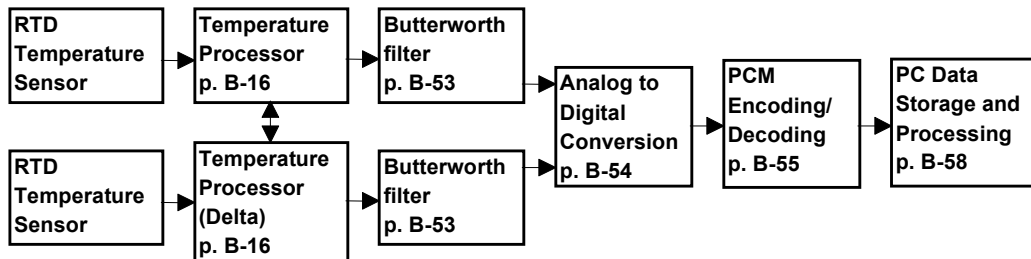 RTD
Temperature
Sensor
Temperature
Processor
p. B-16
Butterworth
filter
p. B-53
RTD
Temperature
Sensor
Temperature
Processor
(Delta)
p. B-16
Butterworth
filter
p. B-53
Analog to
Digital
Conversion
p. B-54
PCM
Encoding/
Decoding
p. B-55
PC Data
Storage and
Processing
p. B-58